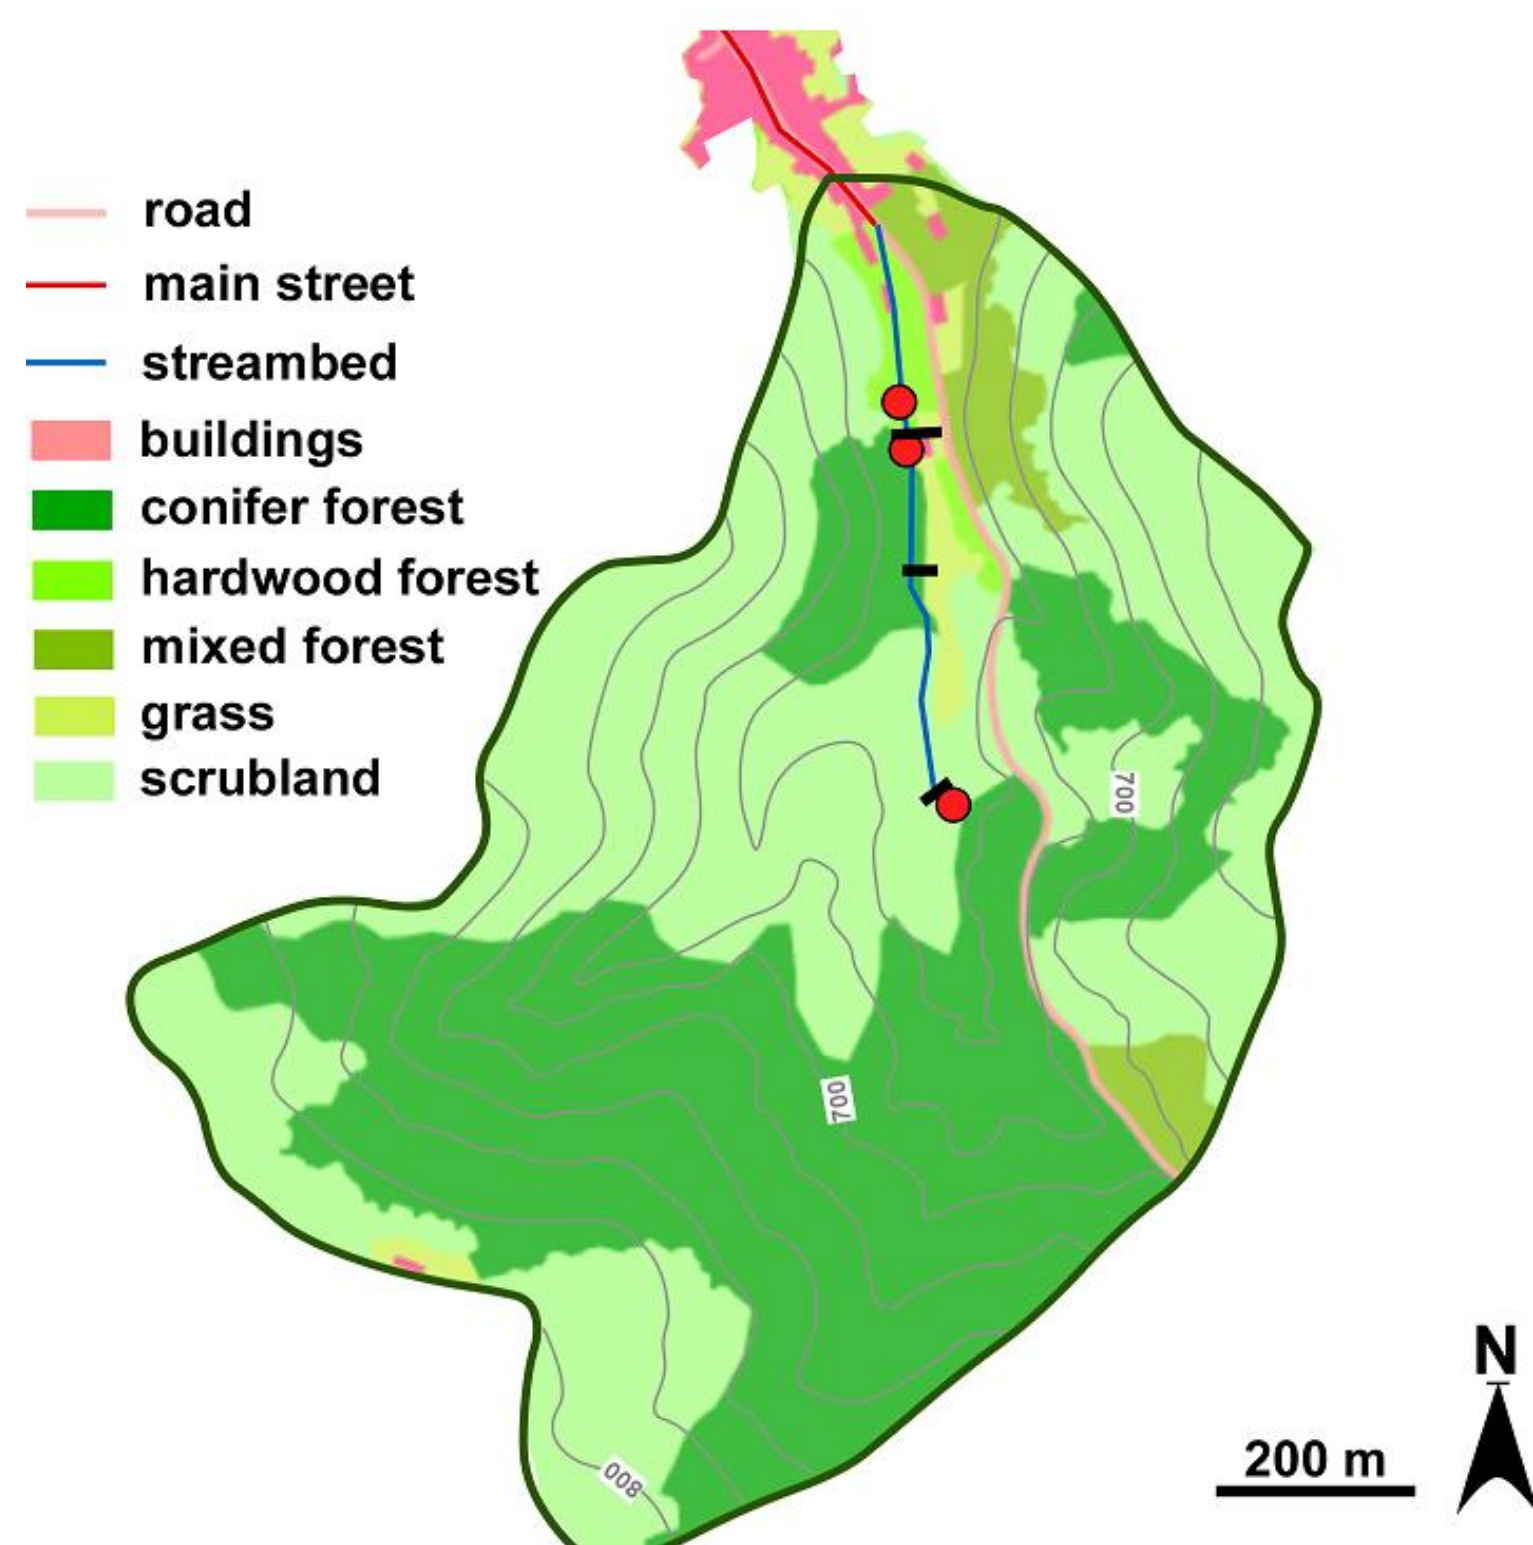 road
main street
streambed
buildings
conifer forest
hardwood forest
mixed forest
grass
scrubland
700
700
800
N
200 m